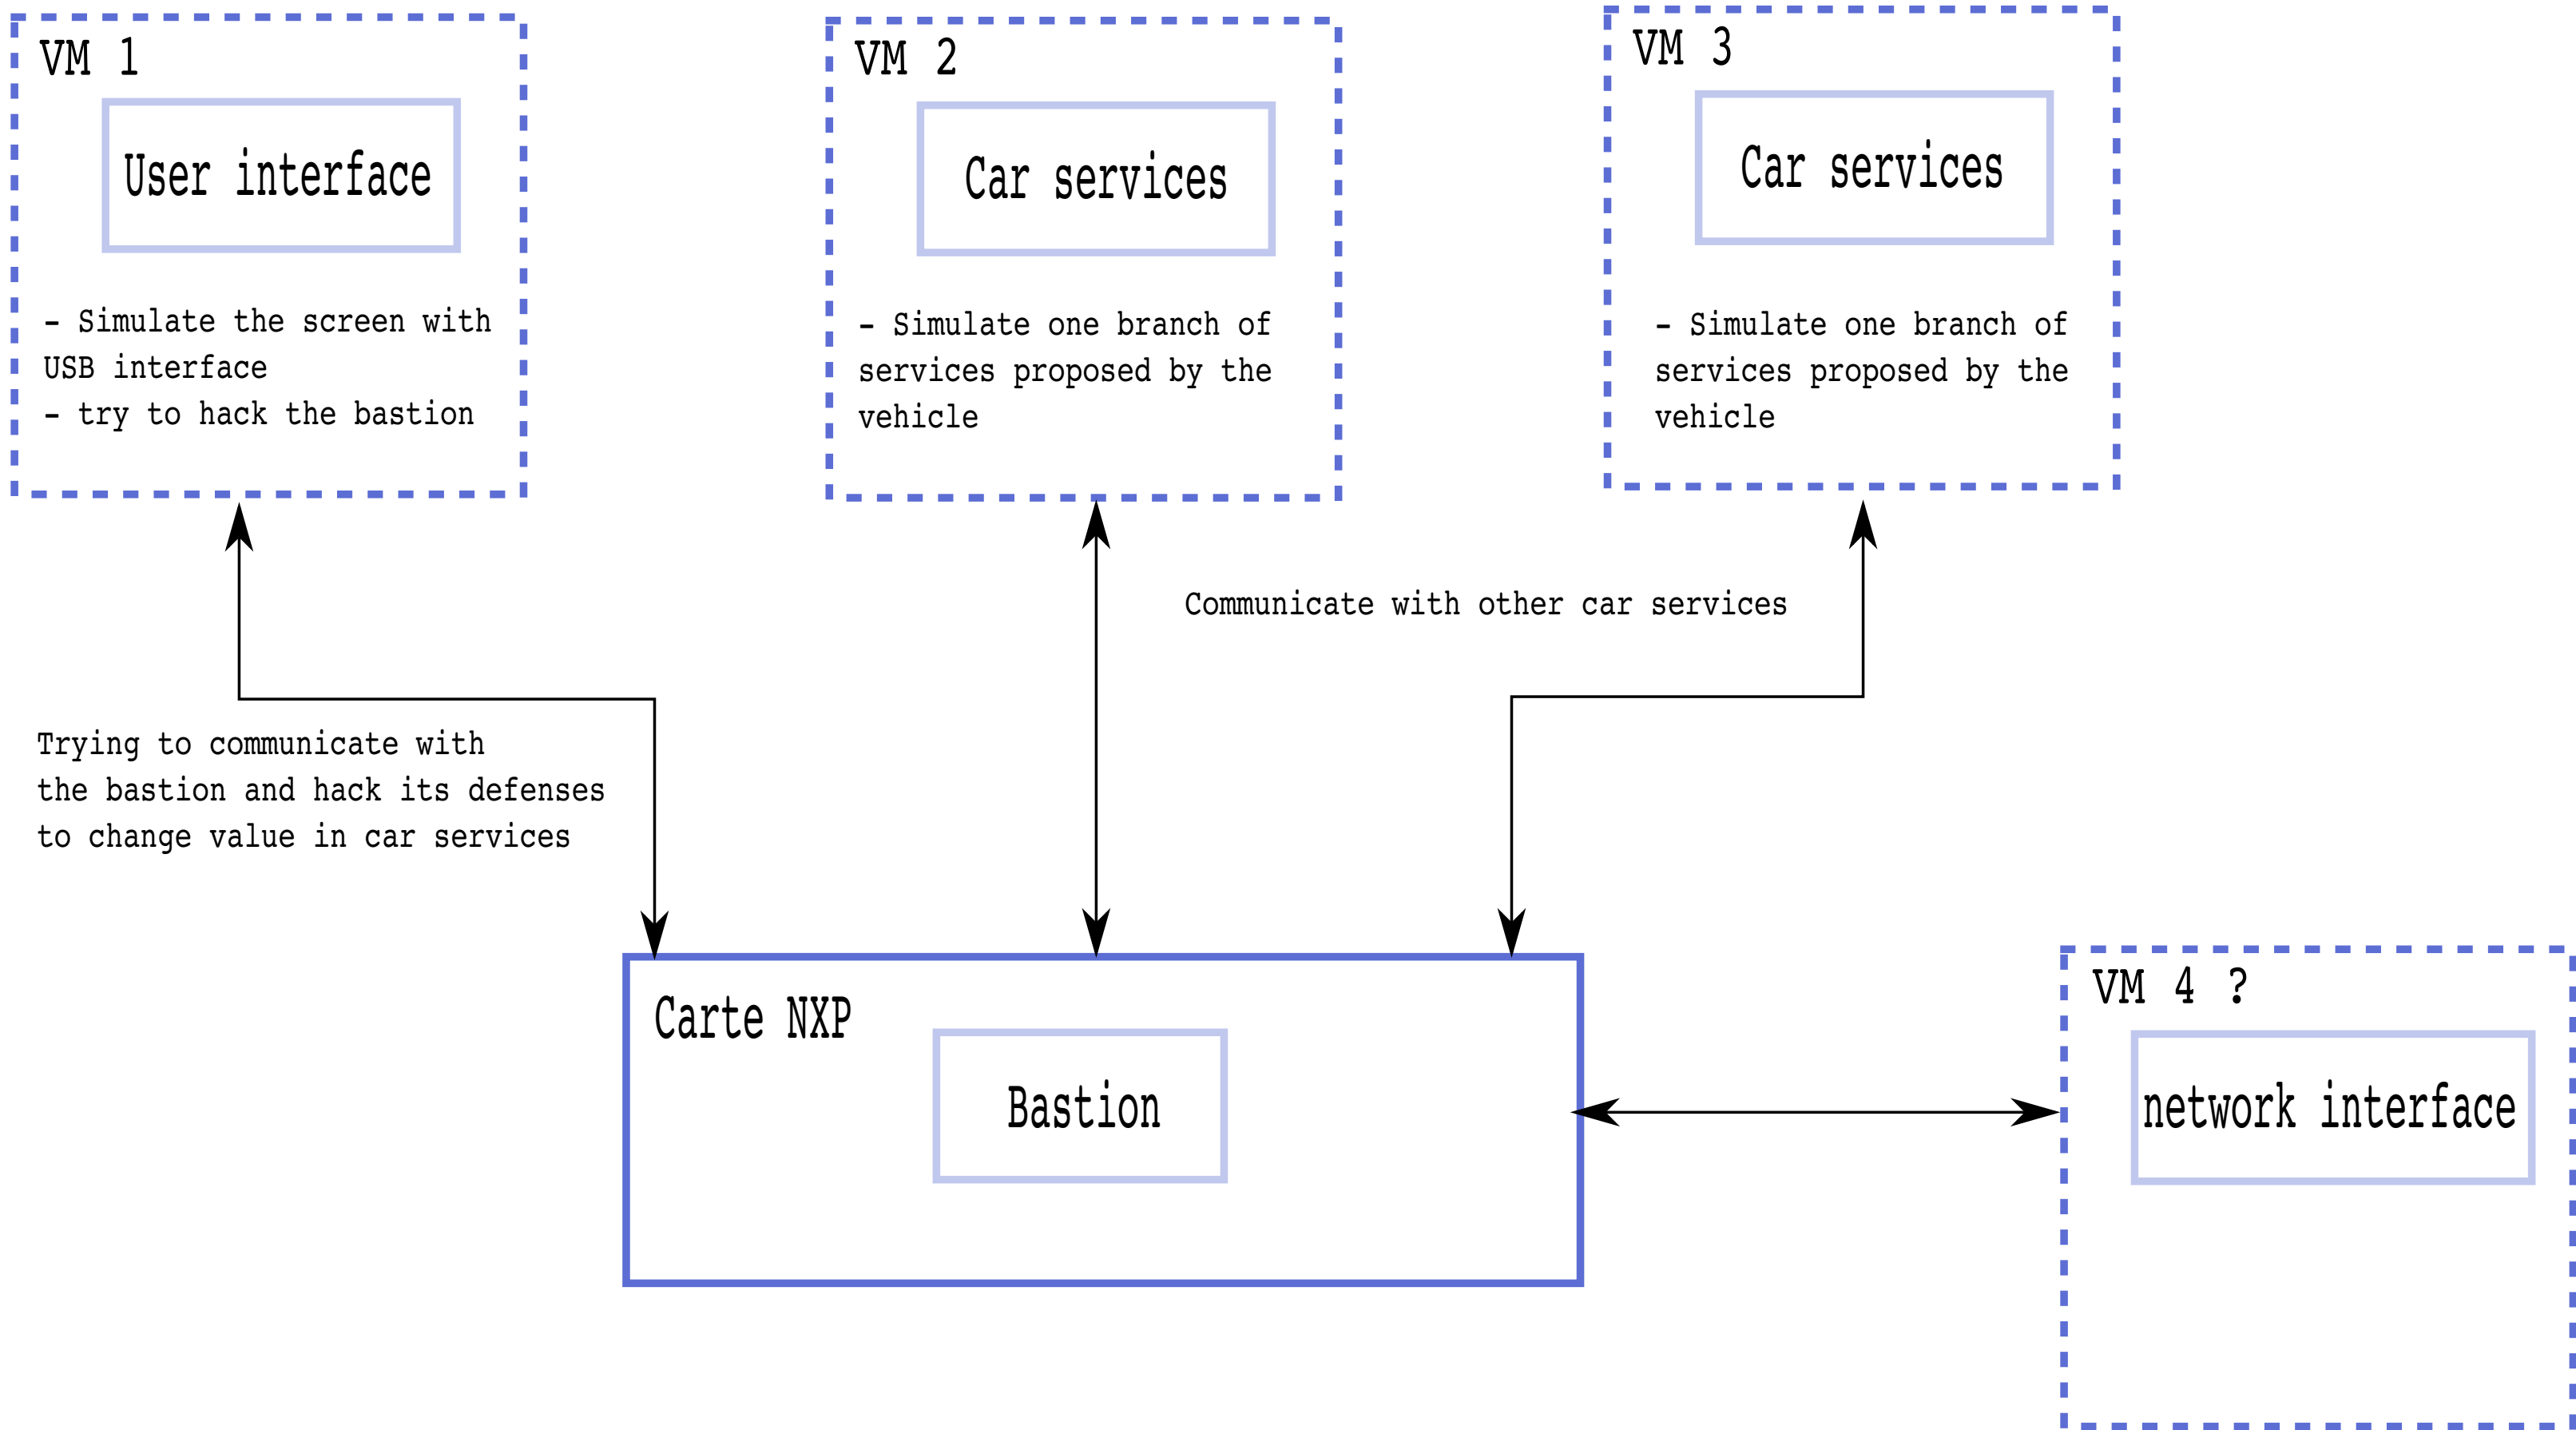 VM 1
User interface
- Simulate the screen with
USB interface
- try to hack the bastion
VM 2
Car services
- Simulate one branch of
services proposed by the
vehicle
VM 3
Car services
- Simulate one branch of
services proposed by the
vehicle
Communicate with other car services
Trying to communicate with
the bastion and hack its defenses
to change value in car services
Carte NXP
Bastion
VM 4 ?
network interface